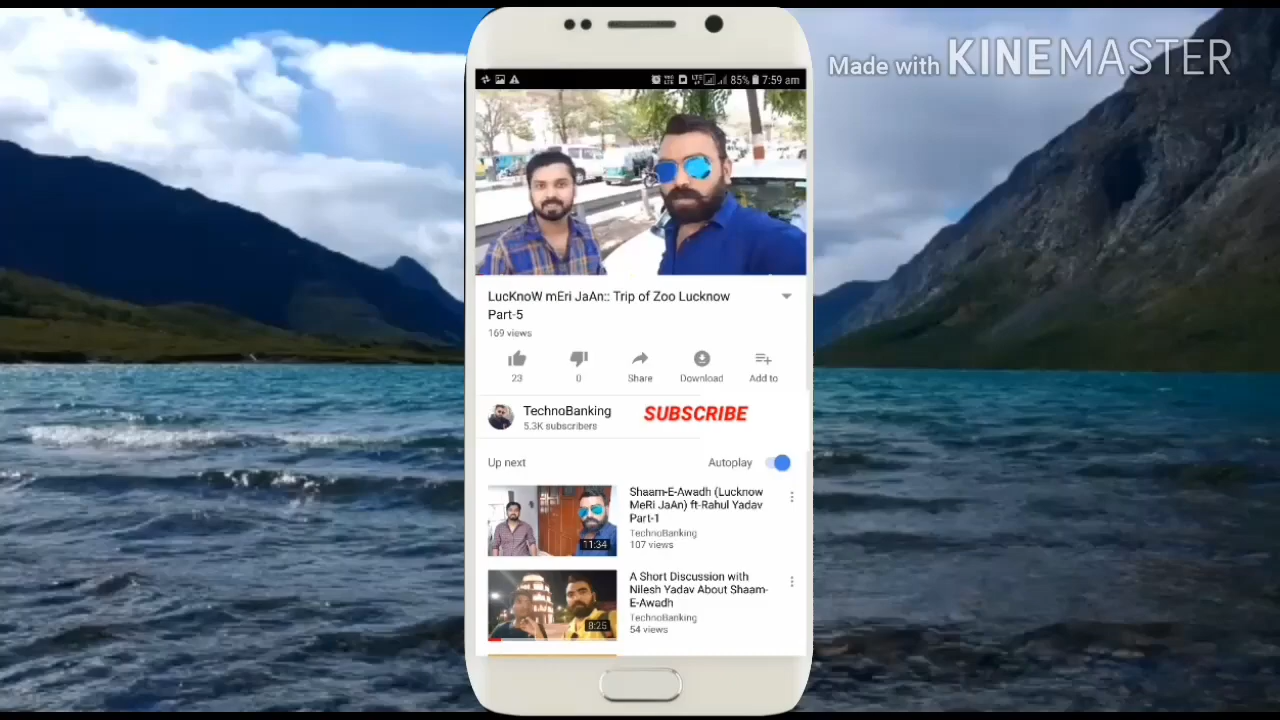 Made with KINEMASTER
85% 7:59 am
LucKnoW mEri JaAn:: Trip of Zoo Lucknow
Part-5
169 views
23
0
Share
Download
Add to
TechnoBanking
5.3K subscribers
SUBSCRIBE
Up next
Autoplay
Shaam-E-Awadh (Lucknow
MeRi JaAn) ft-Rahul Yadav
Part-1
TechnoBanking
107 views
11:34
A Short Discussion with
Nilesh Yadav About Shaam-
E-Awadh
TechnoBanking
54 views
8:25